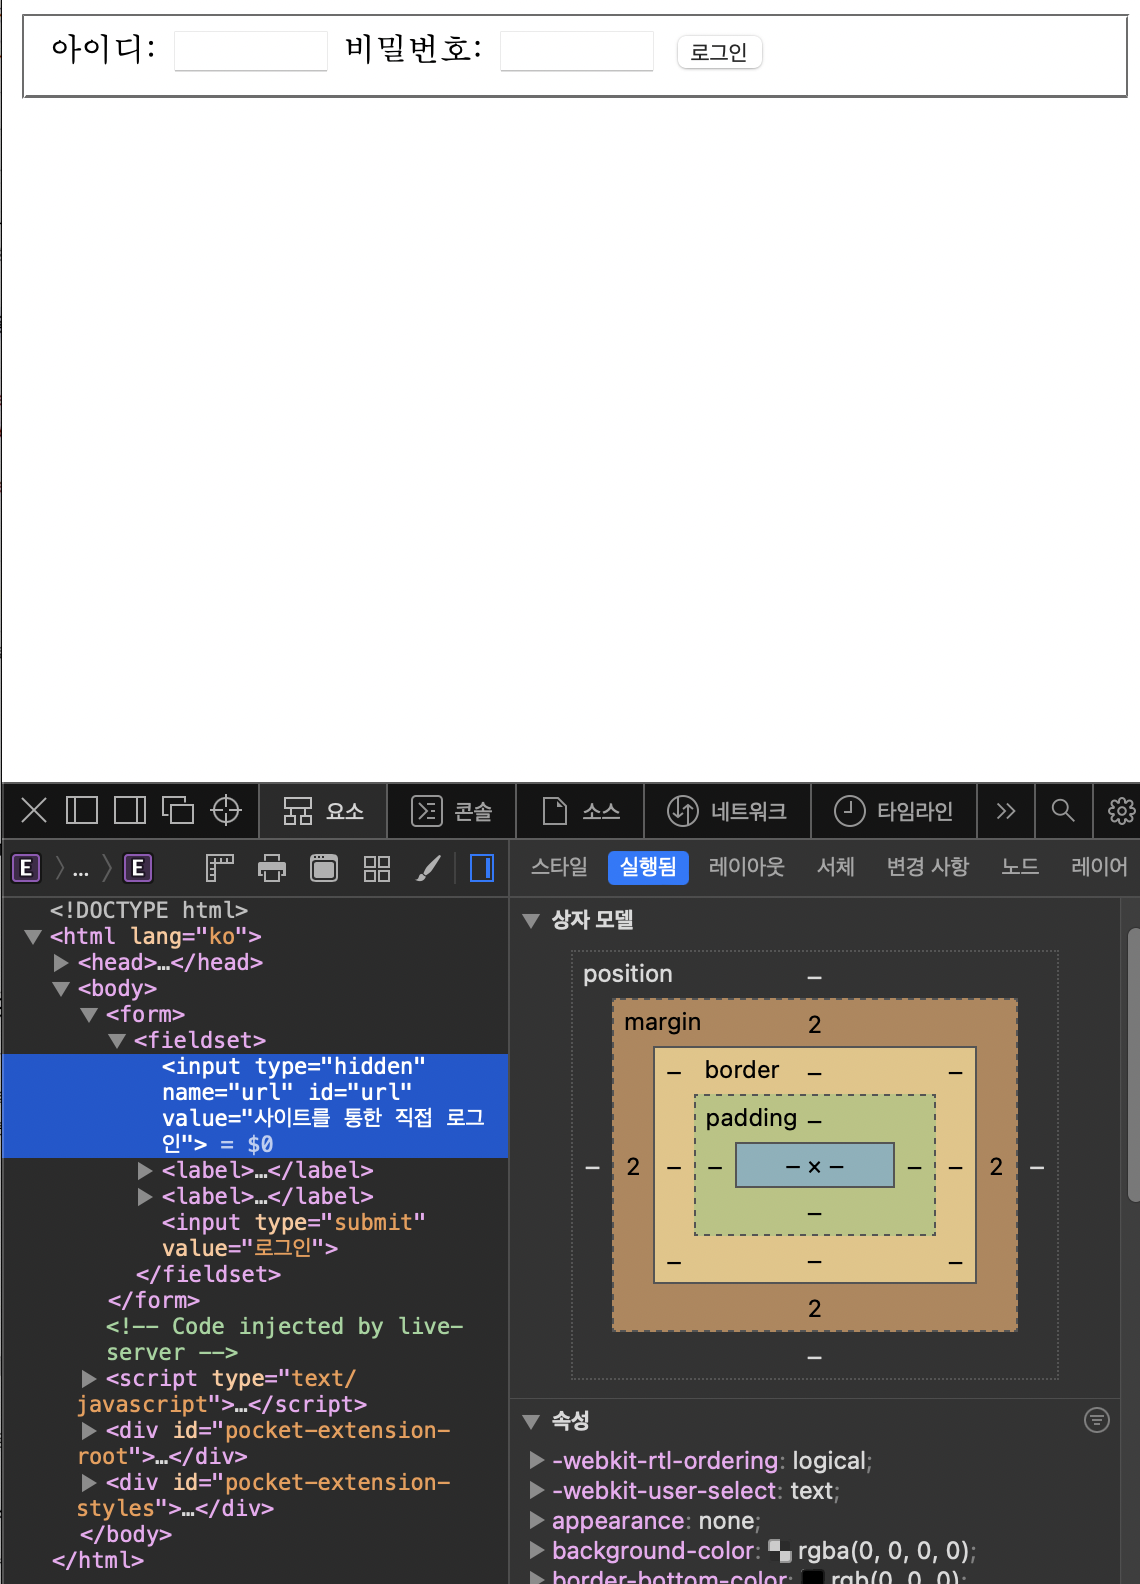 아이디: 비밀번호: 로그인
요소 콘솔 소스 네트워크 타임라인
E ... E
스타일 실행됨 레이아웃 서체 변경 사항 노드 레이어
<!DOCTYPE html>
<html lang="ko">
<head>…</head>
<body>
<form>
<fieldset>
<input type="hidden"
name="url" id="url"
value="사이트를 통한 직접 로그
인"> = $0
<label>…</label>
<label>…</label>
<input type="submit"
value="로그인">
</fieldset>
</form>
<!-- Code injected by live-
server -->
<script type="text/
javascript">…</script>
<div id="pocket-extension-
root">…</div>
<div id="pocket-extension-
styles">…</div>
</body>
</html>
상자 모델
position –
margin 2
– border – –
padding –
– 2 – – – × – – – 2 –
–
– – –
2
–
속성
-webkit-rtl-ordering: logical;
-webkit-user-select: text;
appearance: none;
background-color: rgba(0, 0, 0, 0);
border-bottom-color: rgb(0, 0, 0);